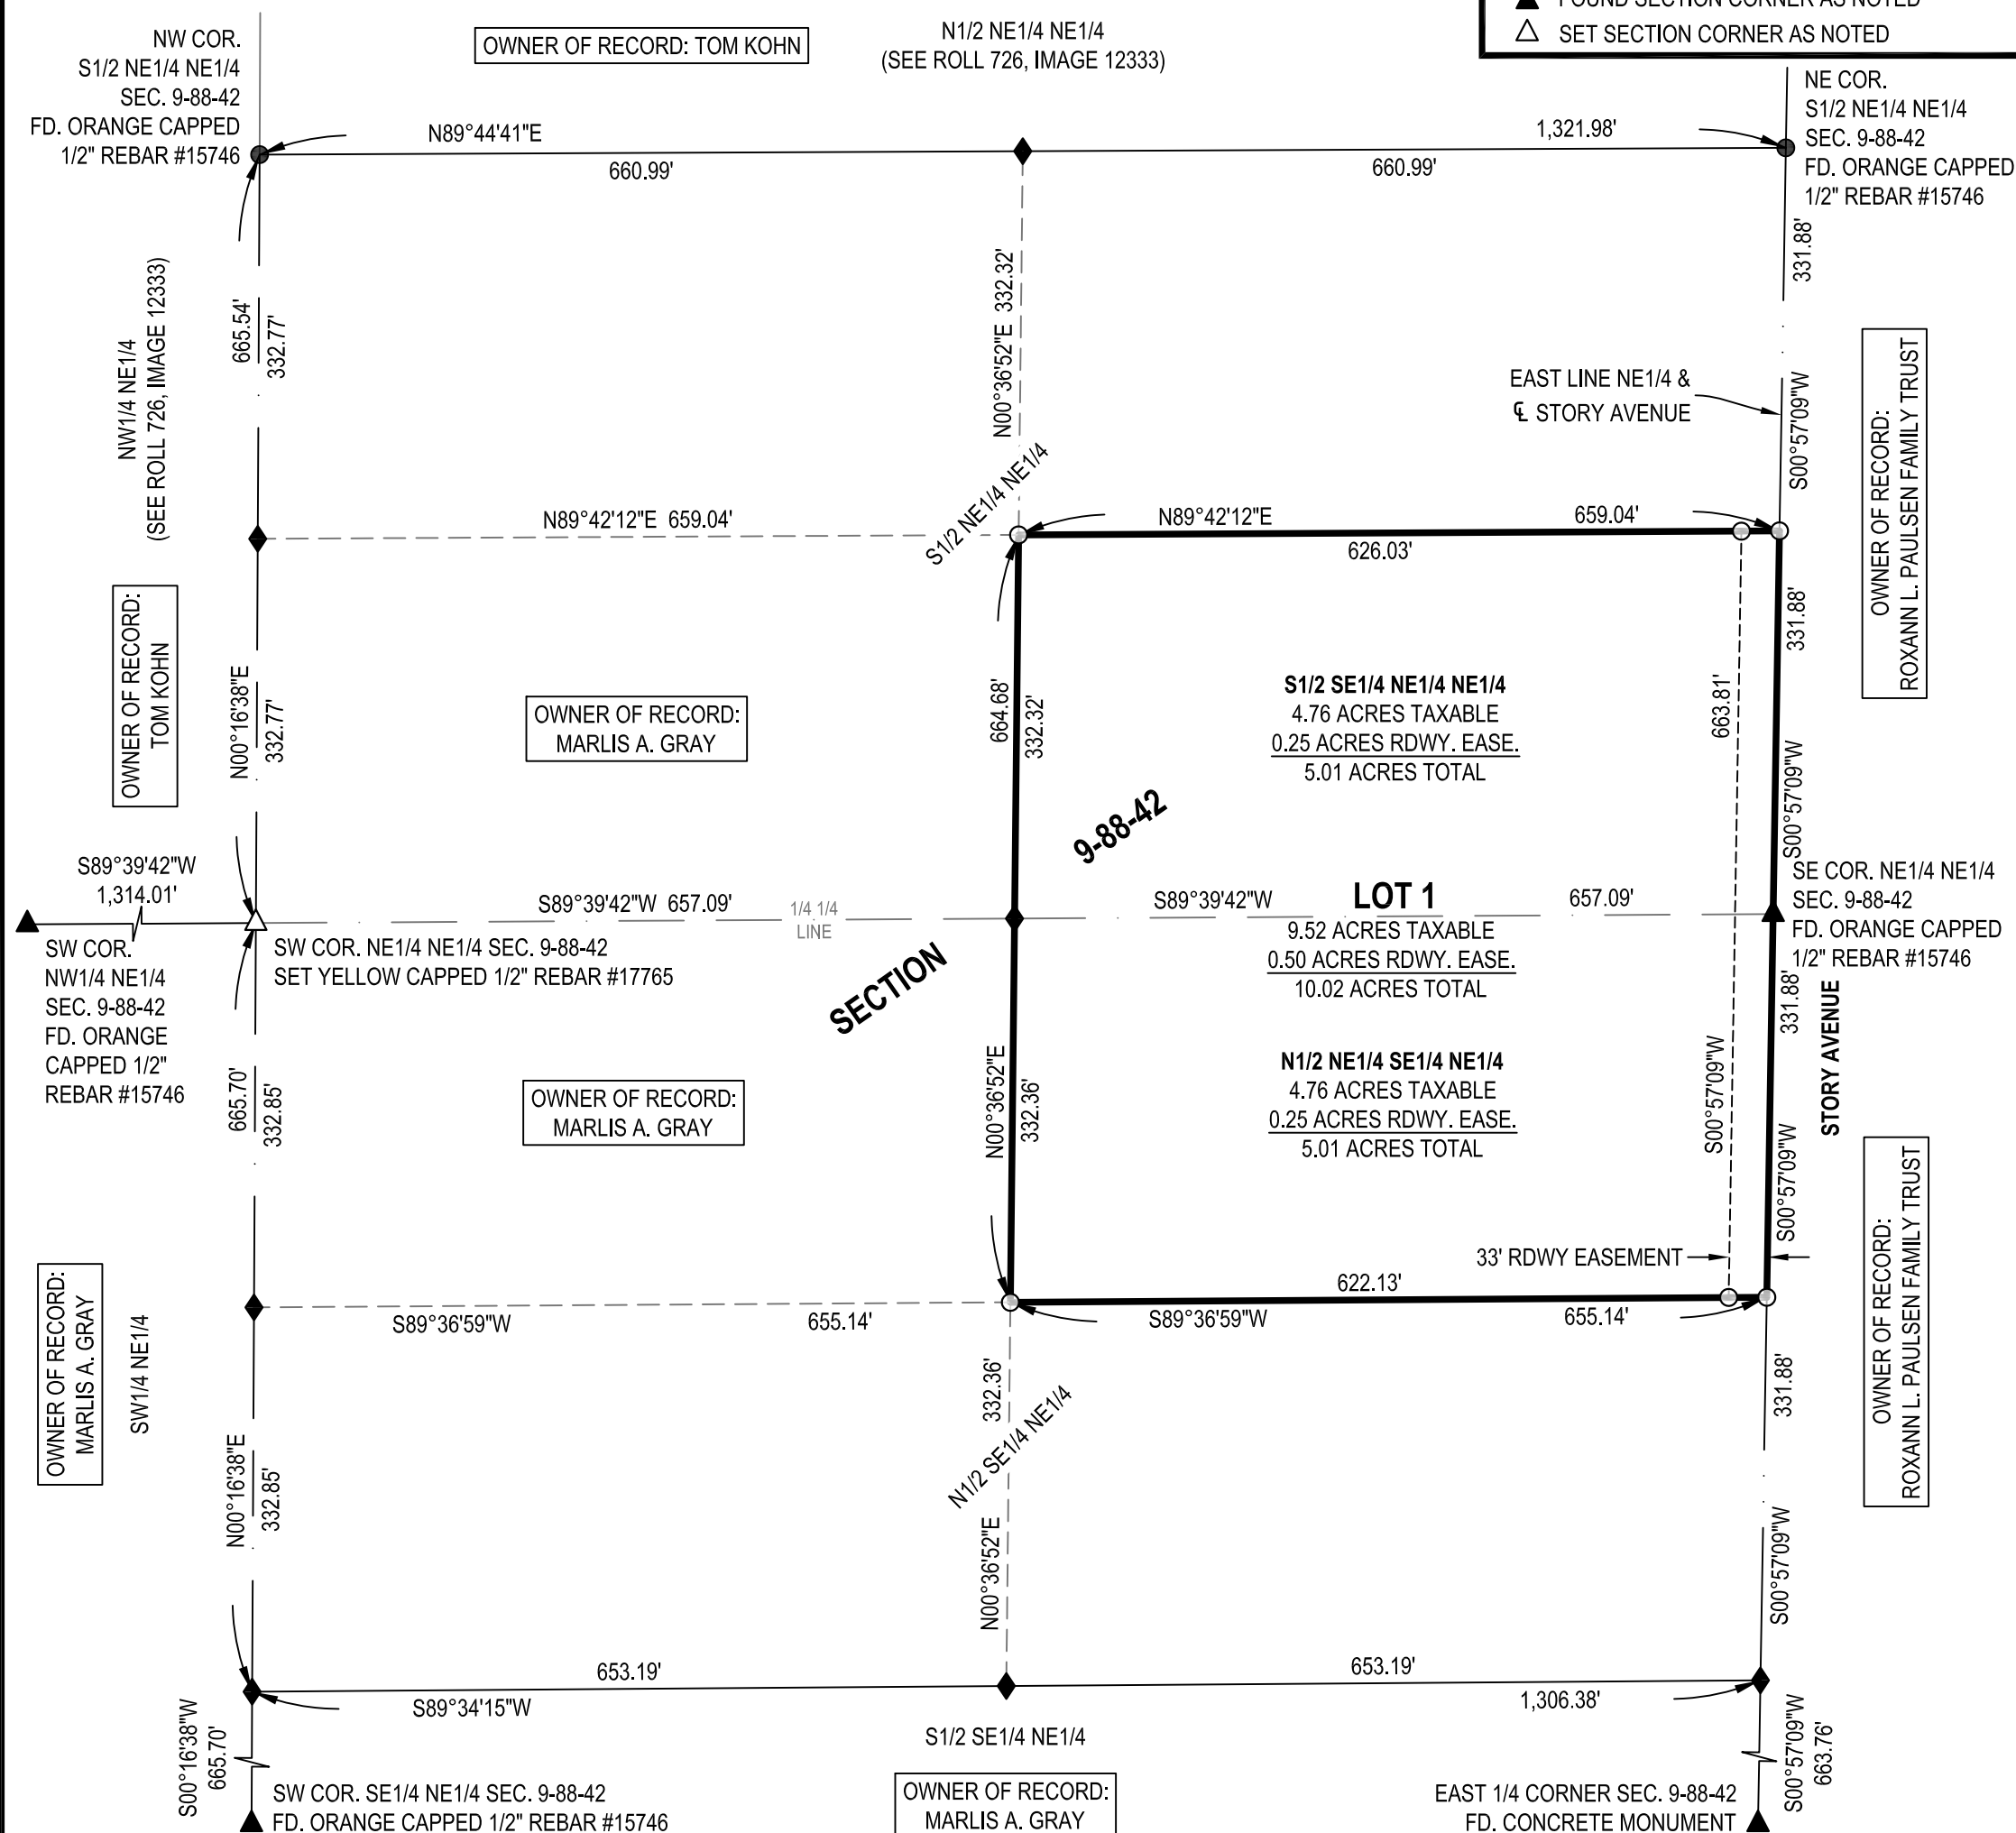 FOUND SECTION CORNER AS NOTED
SET SECTION CORNER AS NOTED
NW COR.
S1/2 NE1/4 NE1/4
SEC. 9-88-42
FD. ORANGE CAPPED
1/2" REBAR #15746
OWNER OF RECORD: TOM KOHN
N1/2 NE1/4 NE1/4
(SEE ROLL 726, IMAGE 12333)
NE COR.
S1/2 NE1/4 NE1/4
SEC. 9-88-42
FD. ORANGE CAPPED
1/2" REBAR #15746
N89°44'41"E
1,321.98'
660.99'
660.99'
331.88'
NW1/4 NE1/4
(SEE ROLL 726, IMAGE 12333)
665.54'
332.77'
N00°36'52"E 332.32'
EAST LINE NE1/4 &
℄ STORY AVENUE
S00°57'09"W
OWNER OF RECORD:
ROXANN L. PAULSEN FAMILY TRUST
S1/2 NE1/4 NE1/4
N89°42'12"E 659.04'
N89°42'12"E
659.04'
626.03'
OWNER OF RECORD:
TOM KOHN
N00°16'38"E
332.77'
OWNER OF RECORD:
MARLIS A. GRAY
664.68'
332.32'
S1/2 SE1/4 NE1/4 NE1/4
4.76 ACRES TAXABLE
0.25 ACRES RDWY. EASE.
5.01 ACRES TOTAL
663.81'
331.88'
S00°57'09"W
SECTION
9-88-42
S89°39'42"W
1,314.01'
SW COR.
NW1/4 NE1/4
SEC. 9-88-42
FD. ORANGE
CAPPED 1/2"
REBAR #15746
S89°39'42"W 657.09'
1/4 1/4
LINE
SW COR. NE1/4 NE1/4 SEC. 9-88-42
SET YELLOW CAPPED 1/2" REBAR #17765
S89°39'42"W
LOT 1
657.09'
9.52 ACRES TAXABLE
0.50 ACRES RDWY. EASE.
10.02 ACRES TOTAL
SE COR. NE1/4 NE1/4
SEC. 9-88-42
FD. ORANGE CAPPED
1/2" REBAR #15746
665.70'
332.85'
OWNER OF RECORD:
MARLIS A. GRAY
N00°36'52"E
332.36'
N1/2 NE1/4 SE1/4 NE1/4
4.76 ACRES TAXABLE
0.25 ACRES RDWY. EASE.
5.01 ACRES TOTAL
S00°57'09"W
331.88'
STORY AVENUE
S00°57'09"W
33' RDWY EASEMENT
622.13'
S89°36'59"W
655.14'
S89°36'59"W
655.14'
OWNER OF RECORD:
MARLIS A. GRAY
SW1/4 NE1/4
N00°16'38"E
332.85'
332.36'
N1/2 SE1/4 NE1/4
N00°36'52"E
331.88'
S00°57'09"W
OWNER OF RECORD:
ROXANN L. PAULSEN FAMILY TRUST
653.19'
653.19'
S89°34'15"W
1,306.38'
S00°16'38"W
665.70'
S1/2 SE1/4 NE1/4
S00°57'09"W
663.76'
SW COR. SE1/4 NE1/4 SEC. 9-88-42
FD. ORANGE CAPPED 1/2" REBAR #15746
OWNER OF RECORD:
MARLIS A. GRAY
EAST 1/4 CORNER SEC. 9-88-42
FD. CONCRETE MONUMENT